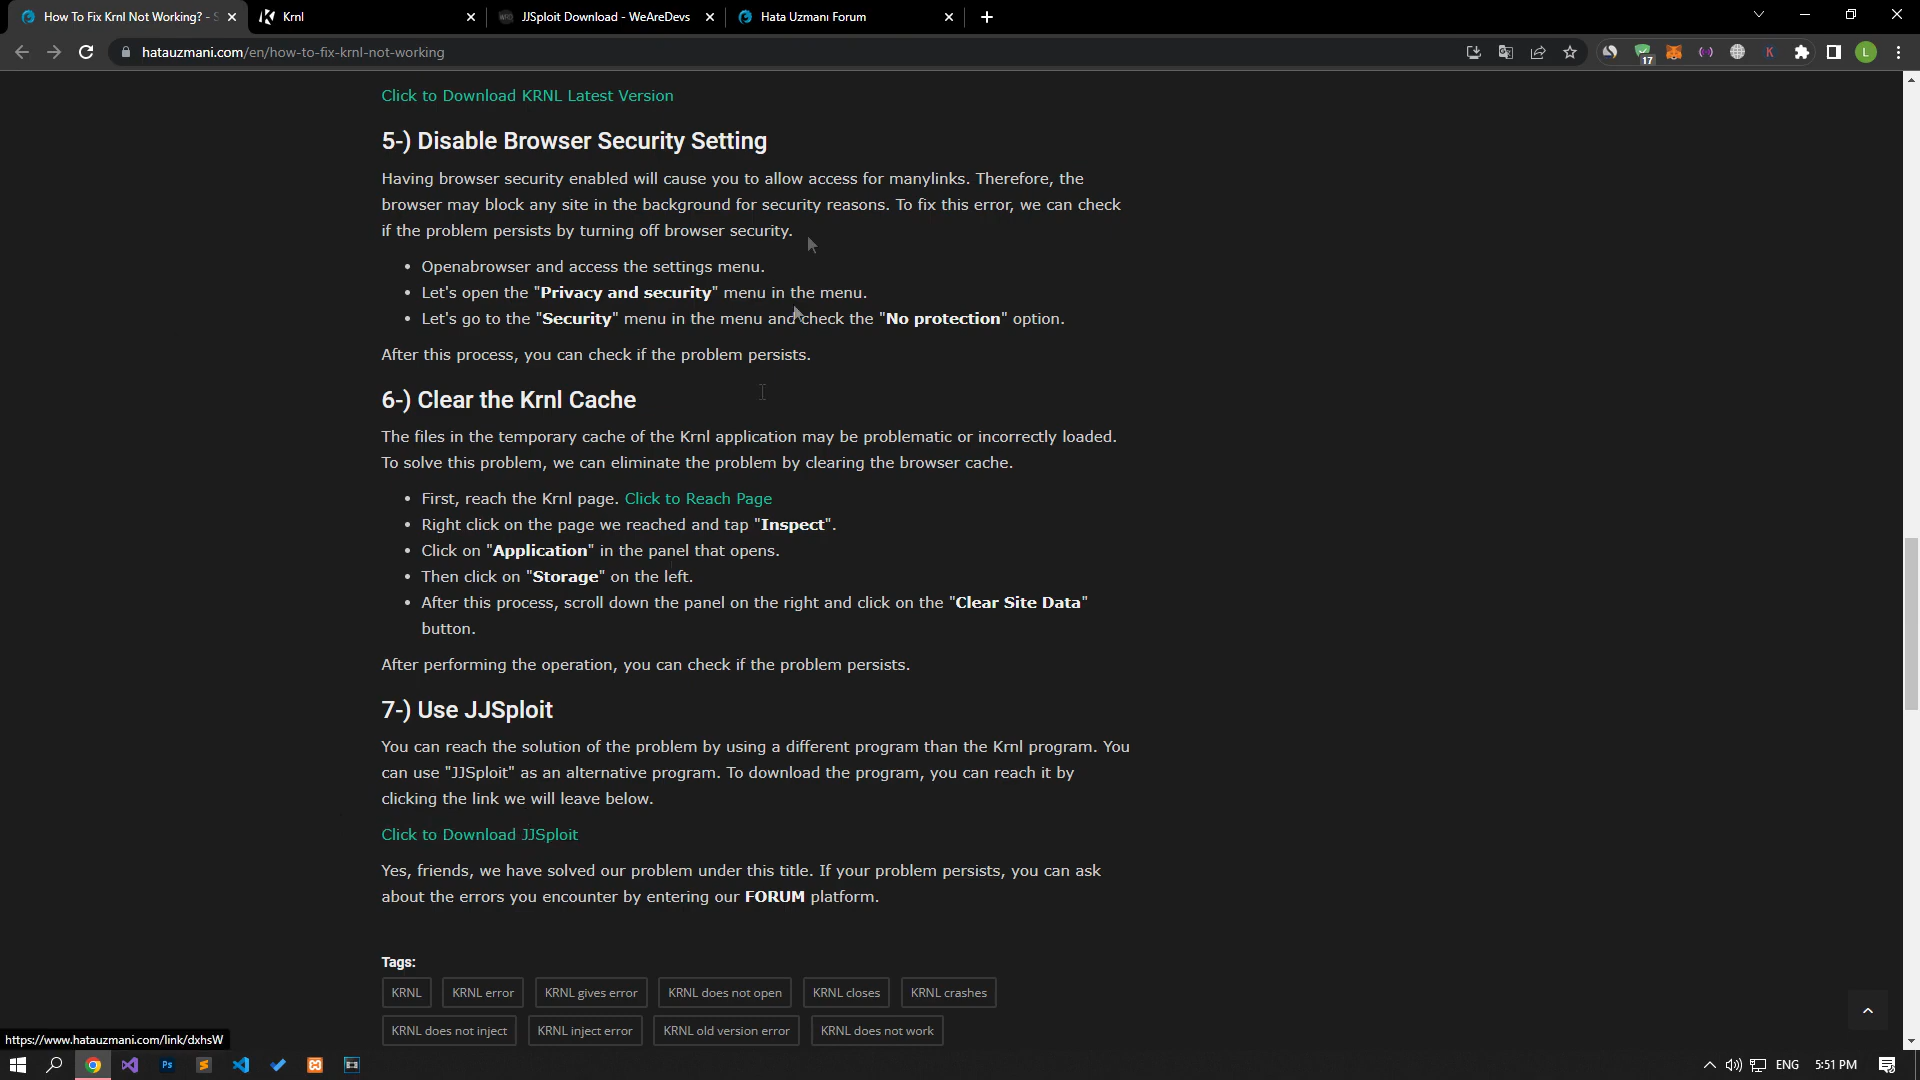 How To Fix Krnl Not Working? - S
Krnl
JJSploit Download - WeAreDevs
Hata Uzmanı Forum
hatauzmani.com/en/how-to-fix-krnl-not-working
17
K
L
Click to Download KRNL Latest Version
5-) Disable Browser Security Setting
Having browser security enabled will cause you to allow access for manylinks. Therefore, the
browser may block any site in the background for security reasons. To fix this error, we can check
if the problem persists by turning off browser security.
• Openabrowser and access the settings menu.
• Let's open the "Privacy and security" menu in the menu.
• Let's go to the "Security" menu in the menu and check the "No protection" option.
After this process, you can check if the problem persists.
6-) Clear the Krnl Cache
The files in the temporary cache of the Krnl application may be problematic or incorrectly loaded.
To solve this problem, we can eliminate the problem by clearing the browser cache.
• First, reach the Krnl page. Click to Reach Page
• Right click on the page we reached and tap "Inspect".
• Click on "Application" in the panel that opens.
• Then click on "Storage" on the left.
• After this process, scroll down the panel on the right and click on the "Clear Site Data"
button.
After performing the operation, you can check if the problem persists.
7-) Use JJSploit
You can reach the solution of the problem by using a different program than the Krnl program. You
can use "JJSploit" as an alternative program. To download the program, you can reach it by
clicking the link we will leave below.
Click to Download JJSploit
Yes, friends, we have solved our problem under this title. If your problem persists, you can ask
about the errors you encounter by entering our FORUM platform.
Tags:
KRNL
KRNL error
KRNL gives error
KRNL does not open
KRNL closes
KRNL crashes
KRNL does not inject
KRNL inject error
KRNL old version error
KRNL does not work
https://www.hatauzmani.com/link/dxhsW
Ps
ENG
5:51 PM